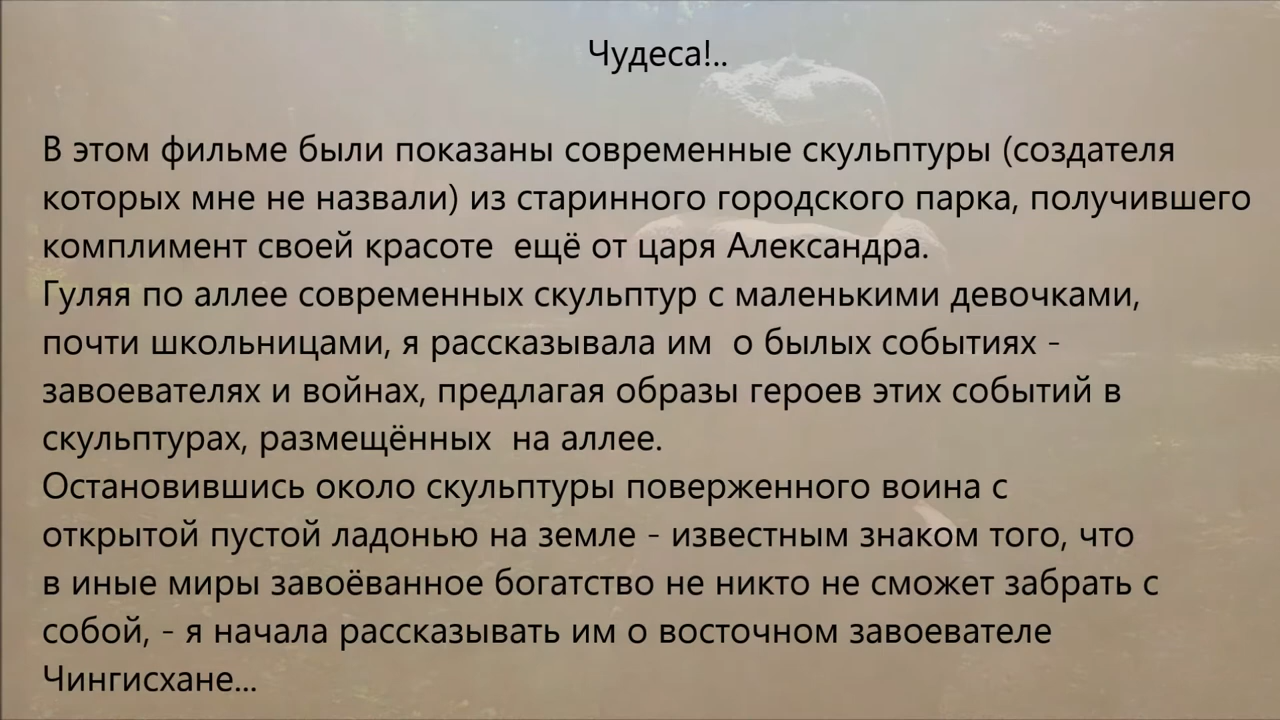 Чудеса!..
В этом фильме были показаны современные скульптуры (создателя
которых мне не назвали) из старинного городского парка, получившего
комплимент своей красоте  ещё от царя Александра.
Гуляя по аллее современных скульптур с маленькими девочками,
почти школьницами, я рассказывала им  о былых событиях -
завоевателях и войнах, предлагая образы героев этих событий в
скульптурах, размещённых  на аллее.
Остановившись около скульптуры поверженного воина с
открытой пустой ладонью на земле - известным знаком того, что
в иные миры завоёванное богатство не никто не сможет забрать с
собой, - я начала рассказывать им о восточном завоевателе
Чингисхане...